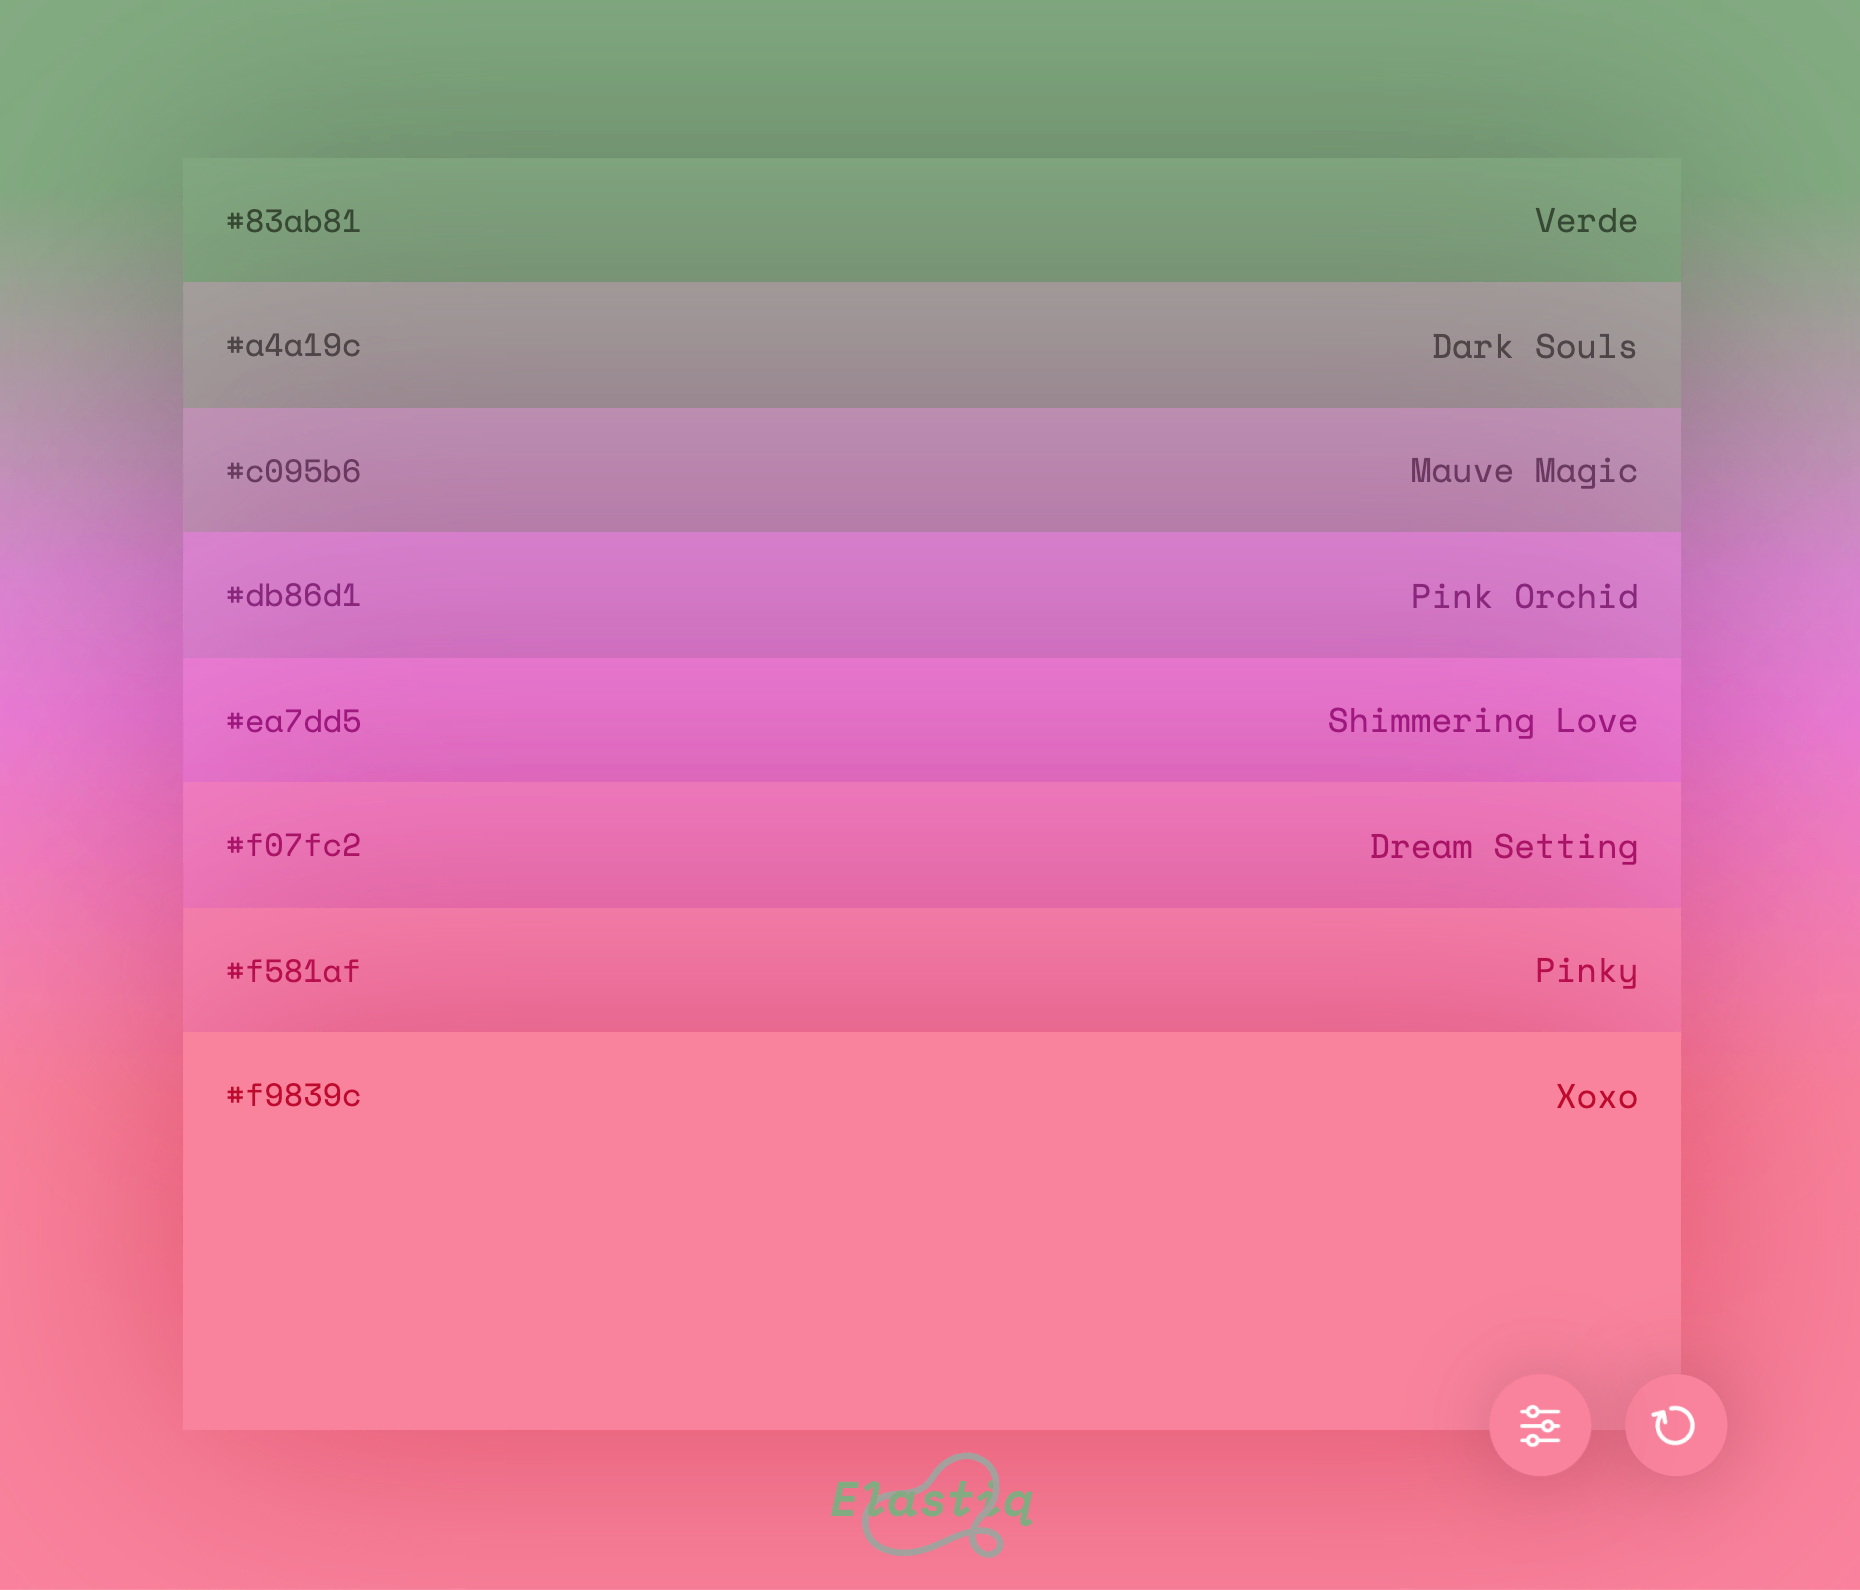 #83ab81 Verde
#a4a19c Dark Souls
#c095b6 Mauve Magic
#db86d1 Pink Orchid
#ea7dd5 Shimmering Love
#f07fc2 Dream Setting
#f581af Pinky
#f9839c Xoxo
Elastiq